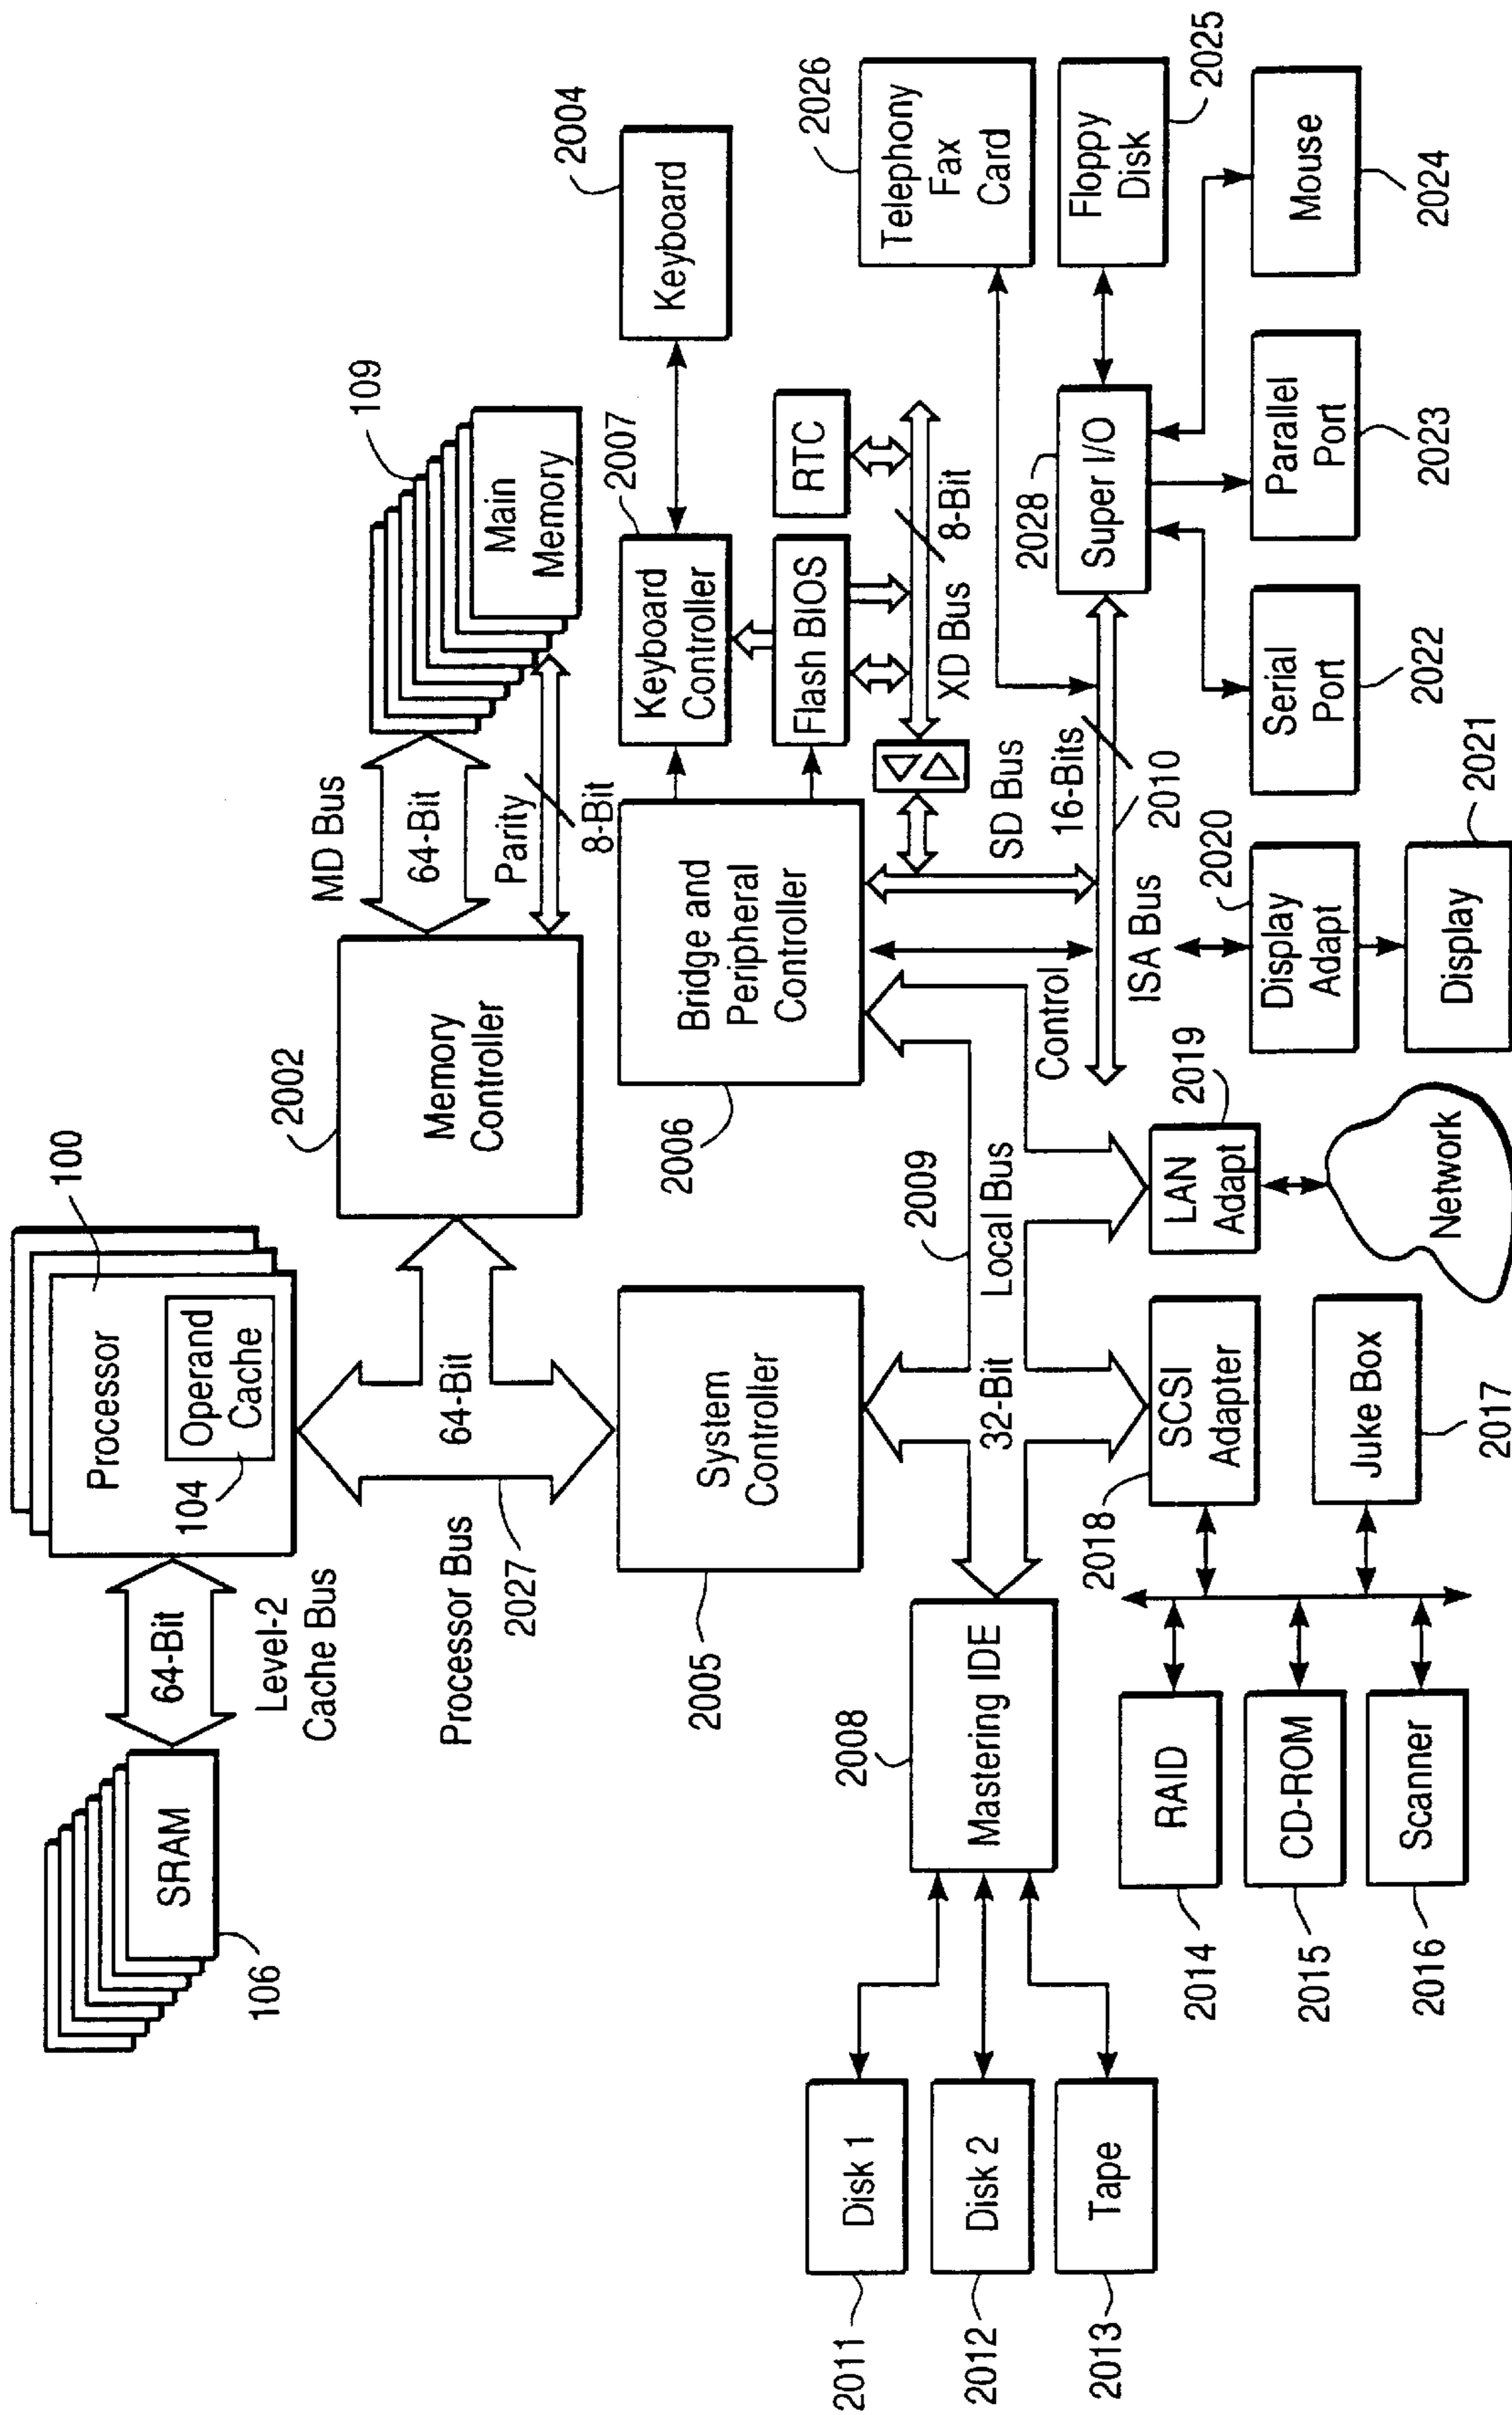 100
Processor
Operand
Cache
104
SRAM
106
64-Bit
Level-2
Cache Bus
64-Bit
Processor Bus
2027
2002
Memory
Controller
MD Bus
64-Bit
Parity
8-Bit
109
Main
Memory
System
Controller
2005
Bridge and
Peripheral
Controller
2006
2007
Keyboard
Controller
Keyboard
2004
Flash BIOS
RTC
XD Bus
8-Bit
SD Bus
2009
Local Bus
32-Bit
Control
ISA Bus
16-Bits
2010
2008
Mastering IDE
Disk 1
2011
Disk 2
2012
Tape
2013
RAID
2014
CD-ROM
2015
Scanner
2016
SCSI
Adapter
2018
Juke Box
2017
LAN
Adapt
2019
Network
Display
Adapt
2020
Display
2021
2028
Super I/O
Telephony
Fax
Card
2026
Floppy
Disk
2025
Serial
Port
2022
Parallel
Port
2023
Mouse
2024